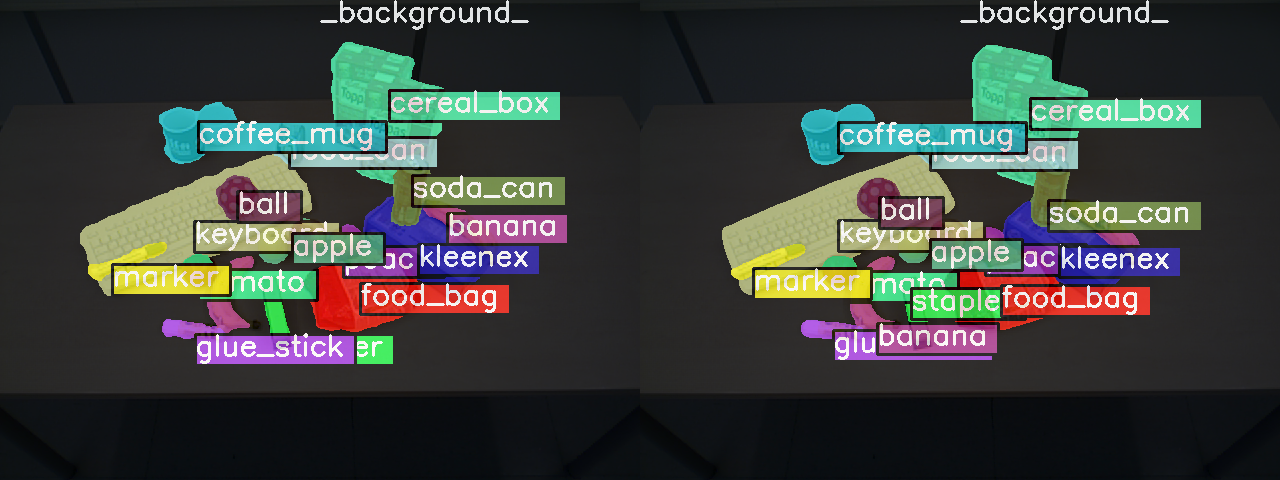 _background_ _background_
cereal_box cereal_box
coffee_mug coffee_mug
food_can food_can
soda_can soda_can
ball ball
banana
keyboard keyboard
apple apple
kleenex kleenex
marker mato marker mato
food_bag staple food_bag
glue_stick er glu banana